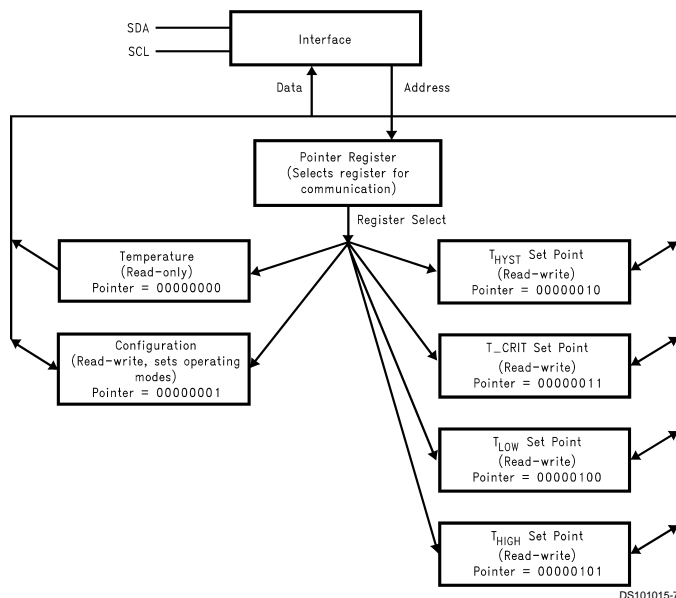 SDA
SCL
Interface
Data
Address
Pointer Register
(Selects register for
communication)
Register Select
Temperature
(Read-only)
Pointer = 00000000
Configuration
(Read-write, sets operating
modes)
Pointer = 00000001
THYST Set Point
(Read-write)
Pointer = 00000010
T_CRIT Set Point
(Read-write)
Pointer = 00000011
TLOW Set Point
(Read-write)
Pointer = 00000100
THIGH Set Point
(Read-write)
Pointer = 00000101
DS101015-7